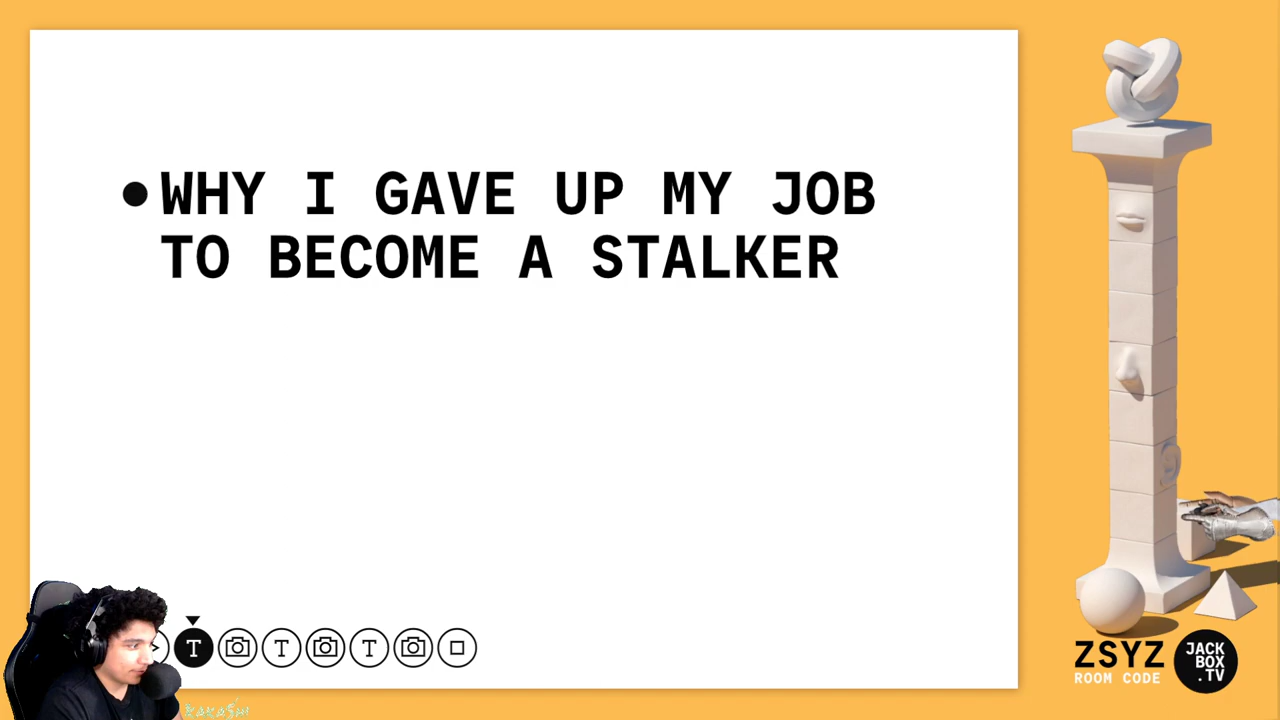 •WHY I GAVE UP MY JOB
TO BECOME A STALKER
T
T
T
ZSYZ
ROOM CODE
JACK
BOX
.TV